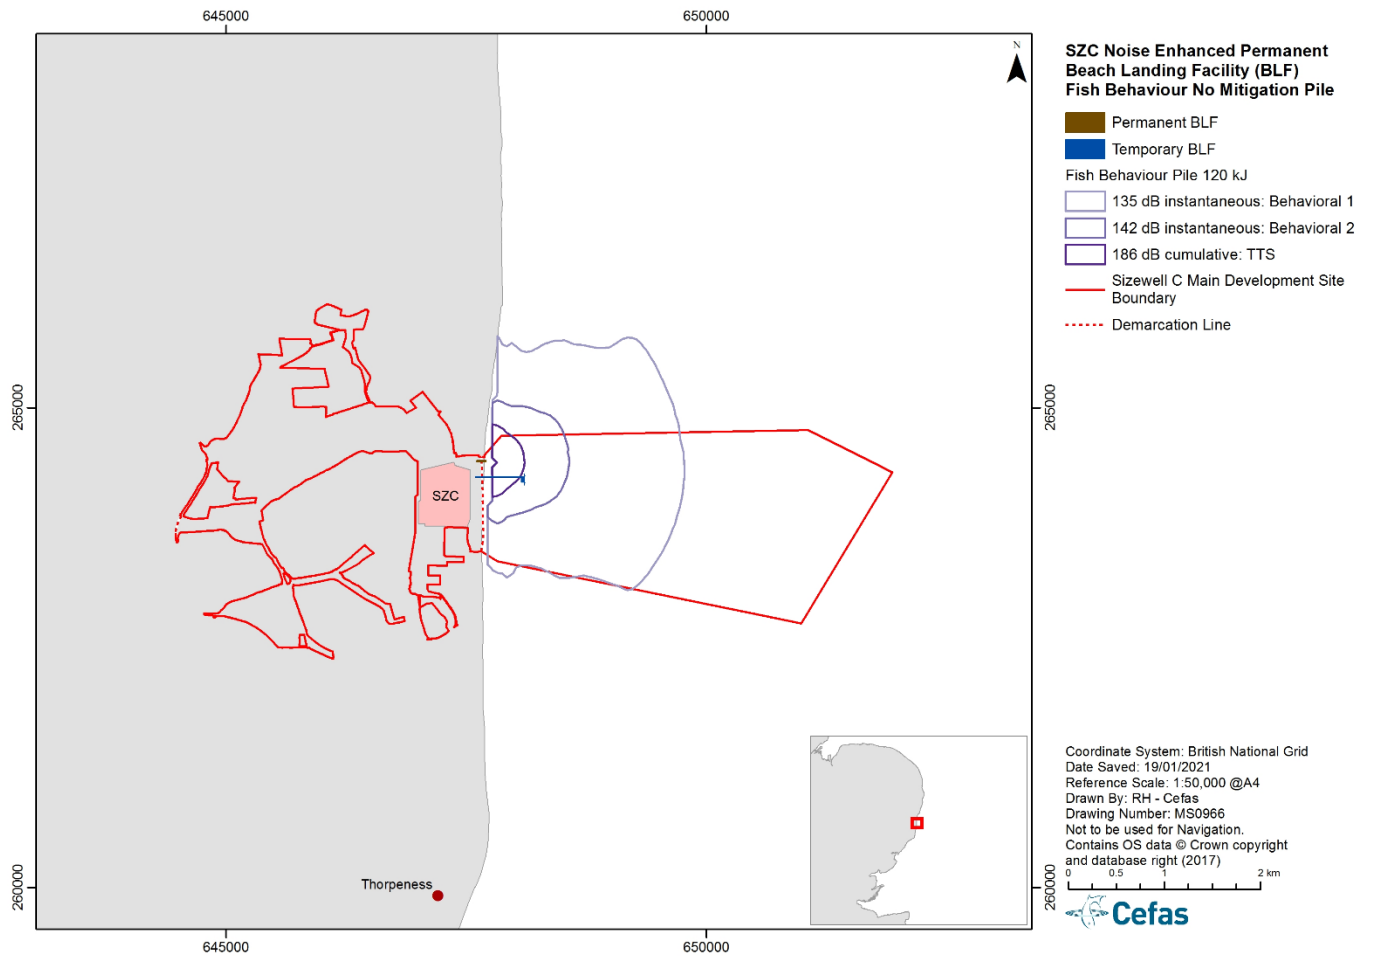 645000
650000
N
SZC Noise Enhanced Permanent
Beach Landing Facility (BLF)
Fish Behaviour No Mitigation Pile
Permanent BLF
Temporary BLF
Fish Behaviour Pile 120 kJ
135 dB instantaneous: Behavioral 1
142 dB instantaneous: Behavioral 2
186 dB cumulative: TTS
Sizewell C Main Development Site
Boundary
Demarcation Line
265000
265000
SZC
Thorpeness
260000
260000
645000
650000
Coordinate System: British National Grid
Date Saved: 19/01/2021
Reference Scale: 1:50,000 @A4
Drawn By: RH - Cefas
Drawing Number: MS0966
Not to be used for Navigation.
Contains OS data © Crown copyright
and database right (2017)
0 0.5 1 2 km
Cefas